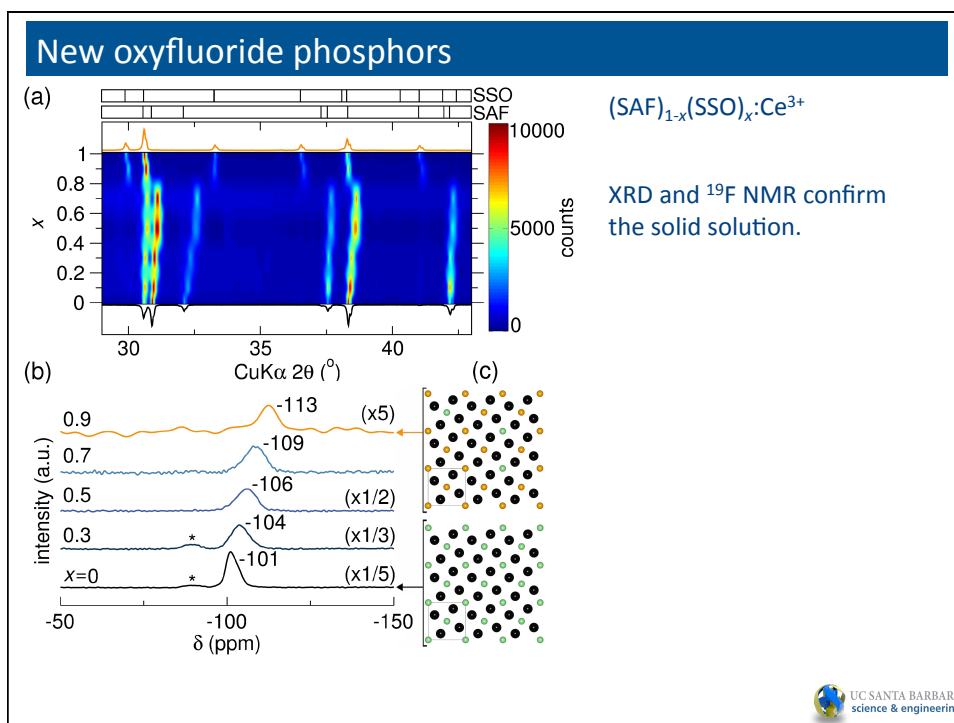 New oxyfluoride phosphors
(a)
SSO
SAF
1
0.8
0.6
0.4
0.2
0
x
30
35
40
CuKα 2θ (°)
10000
5000
0
counts
(SAF)1-x(SSO)x:Ce3+
XRD and 19F NMR confirm
the solid solution.
(b)
(c)
0.9
-113
(x5)
0.7
-109
0.5
-106
(x1/2)
0.3
*
-104
(x1/3)
x=0
*
-101
(x1/5)
intensity (a.u.)
-50
-100
-150
δ (ppm)
UC SANTA BARBAR
science & engineerin